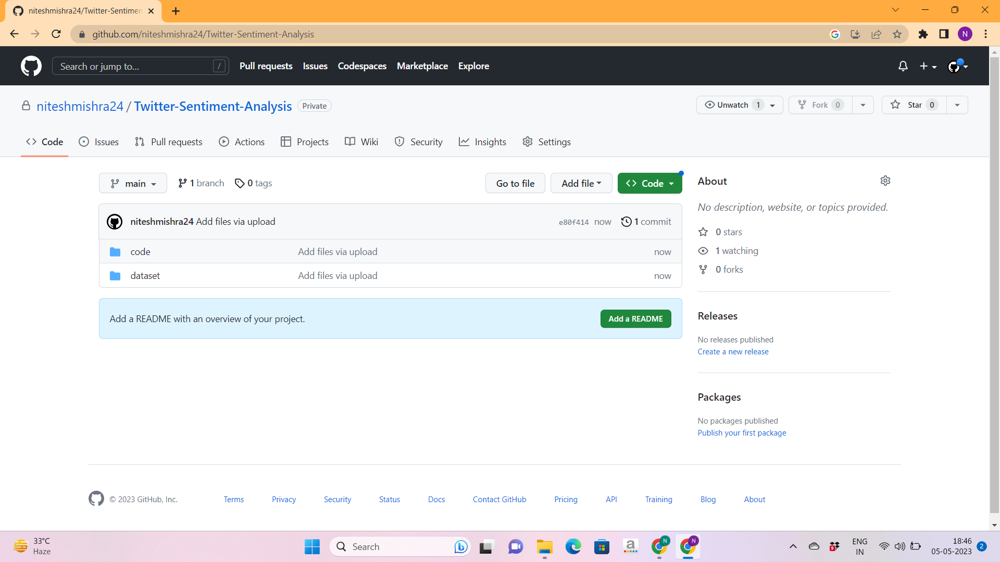 niteshmishra24/Twitter-Sentimen
github.com/niteshmishra24/Twitter-Sentiment-Analysis
N
Search or jump to...
/
Pull requests
Issues
Codespaces
Marketplace
Explore
niteshmishra24 / Twitter-Sentiment-Analysis
Private
Unwatch 1
Fork 0
Star 0
Code
Issues
Pull requests
Actions
Projects
Wiki
Security
Insights
Settings
main
1 branch
0 tags
Go to file
Add file
Code
niteshmishra24 Add files via upload
e80f414 now
1 commit
code
Add files via upload
now
dataset
Add files via upload
now
Add a README with an overview of your project.
Add a README
About
No description, website, or topics provided.
0 stars
1 watching
0 forks
Releases
No releases published
Create a new release
Packages
No packages published
Publish your first package
© 2023 GitHub, Inc.
Terms
Privacy
Security
Status
Docs
Contact GitHub
Pricing
API
Training
Blog
About
33°C
Haze
Search
a
N
N
9
ENG
IN
18:46
05-05-2023
2